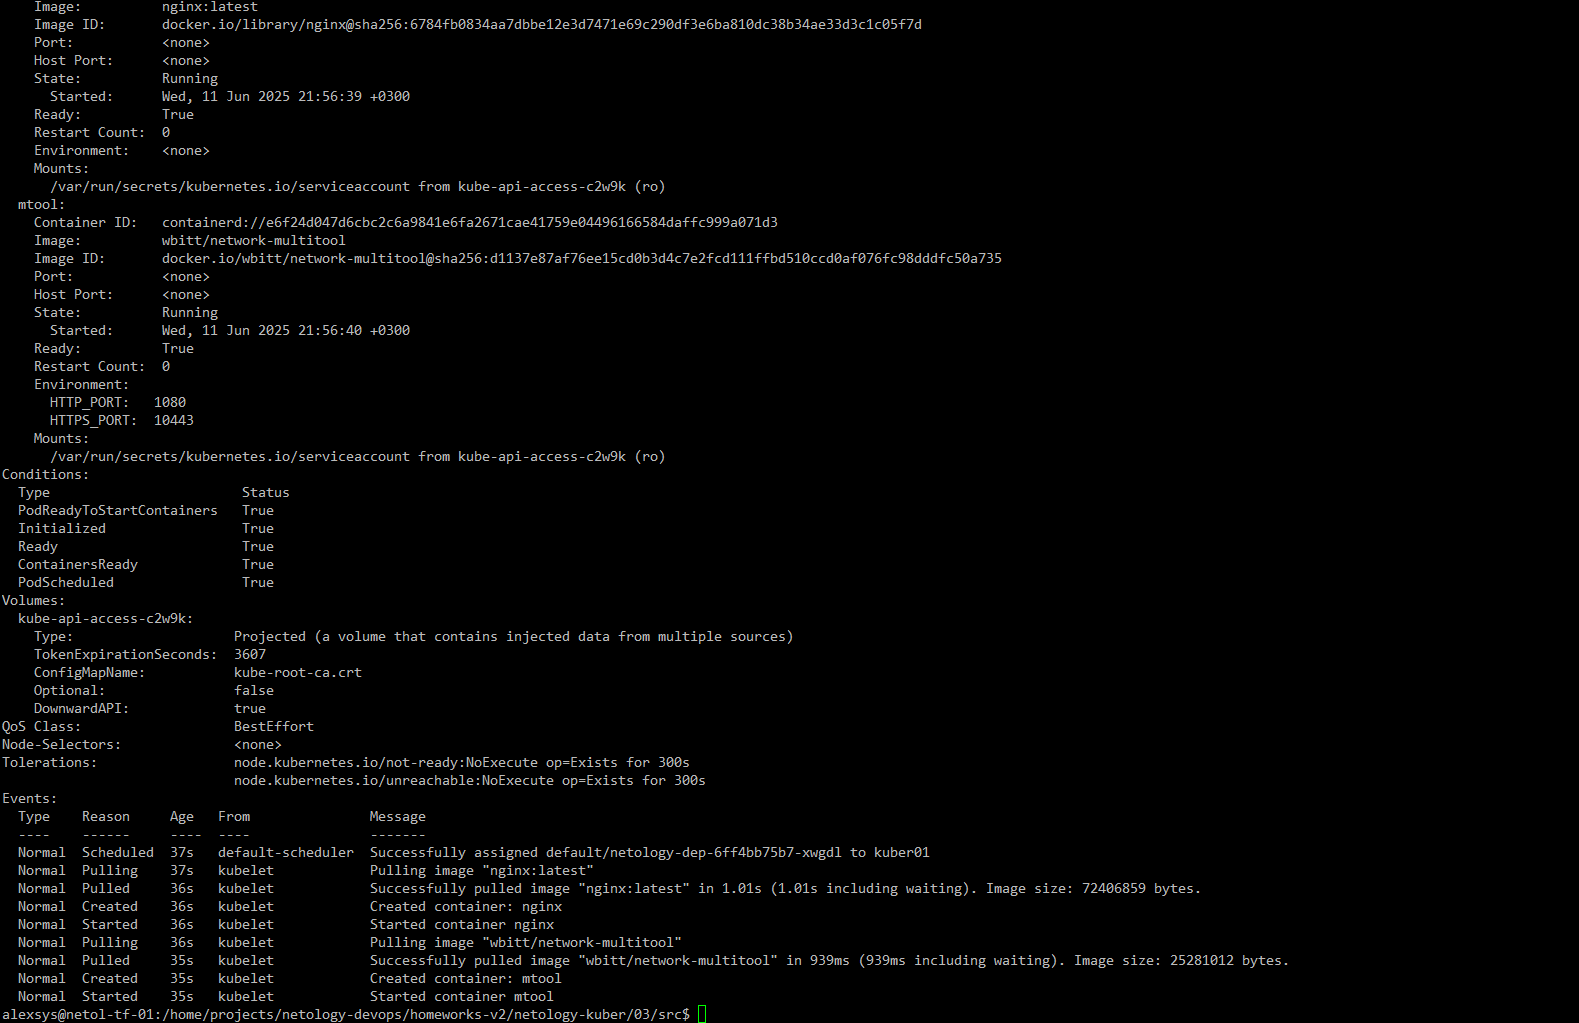 Image:          nginx:latest
    Image ID:       docker.io/library/nginx@sha256:6784fb0834aa7dbbe12e3d7471e69c290df3e6ba810dc38b34ae33d3c1c05f7d
    Port:           <none>
    Host Port:      <none>
    State:          Running
      Started:      Wed, 11 Jun 2025 21:56:39 +0300
    Ready:          True
    Restart Count:  0
    Environment:    <none>
    Mounts:
      /var/run/secrets/kubernetes.io/serviceaccount from kube-api-access-c2w9k (ro)
  mtool:
    Container ID:   containerd://e6f24d047d6cbc2c6a9841e6fa2671cae41759e04496166584daffc999a071d3
    Image:          wbitt/network-multitool
    Image ID:       docker.io/wbitt/network-multitool@sha256:d1137e87af76ee15cd0b3d4c7e2fcd111ffbd510ccd0af076fc98dddfc50a735
    Port:           <none>
    Host Port:      <none>
    State:          Running
      Started:      Wed, 11 Jun 2025 21:56:40 +0300
    Ready:          True
    Restart Count:  0
    Environment:
      HTTP_PORT:   1080
      HTTPS_PORT:  10443
    Mounts:
      /var/run/secrets/kubernetes.io/serviceaccount from kube-api-access-c2w9k (ro)
Conditions:
  Type                        Status
  PodReadyToStartContainers   True
  Initialized                 True
  Ready                       True
  ContainersReady             True
  PodScheduled                True
Volumes:
  kube-api-access-c2w9k:
    Type:                    Projected (a volume that contains injected data from multiple sources)
    TokenExpirationSeconds:  3607
    ConfigMapName:           kube-root-ca.crt
    Optional:                false
    DownwardAPI:             true
QoS Class:                   BestEffort
Node-Selectors:              <none>
Tolerations:                 node.kubernetes.io/not-ready:NoExecute op=Exists for 300s
                             node.kubernetes.io/unreachable:NoExecute op=Exists for 300s
Events:
  Type    Reason     Age   From               Message
  ----    ------     ----  ----               -------
  Normal  Scheduled  37s   default-scheduler  Successfully assigned default/netology-dep-6ff4bb75b7-xwgdl to kuber01
  Normal  Pulling    37s   kubelet            Pulling image "nginx:latest"
  Normal  Pulled     36s   kubelet            Successfully pulled image "nginx:latest" in 1.01s (1.01s including waiting). Image size: 72406859 bytes.
  Normal  Created    36s   kubelet            Created container: nginx
  Normal  Started    36s   kubelet            Started container nginx
  Normal  Pulling    36s   kubelet            Pulling image "wbitt/network-multitool"
  Normal  Pulled     35s   kubelet            Successfully pulled image "wbitt/network-multitool" in 939ms (939ms including waiting). Image size: 25281012 bytes.
  Normal  Created    35s   kubelet            Created container: mtool
  Normal  Started    35s   kubelet            Started container mtool
alexsys@netol-tf-01:/home/projects/netology-devops/homeworks-v2/netology-kuber/03/src$